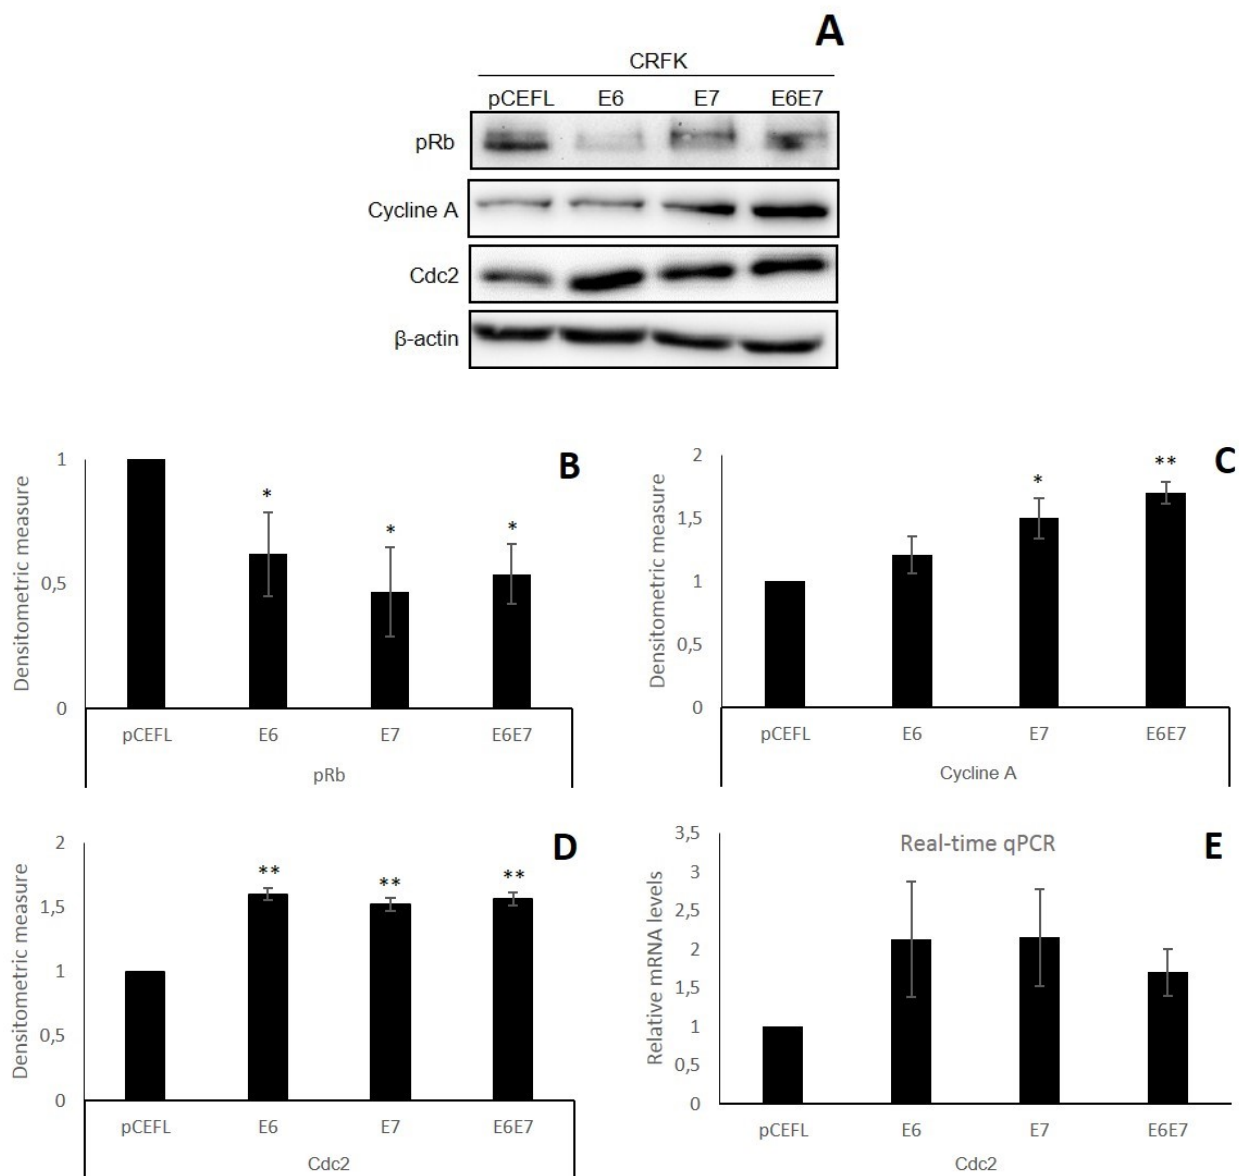 A
CRFK
pCEFL E6 E7 E6E7
pRb
Cycline A
Cdc2
β-actin
B
1
0,5
0
Densitometric measure
* * *
pCEFL E6 E7 E6E7
pRb
C
2
1,5
1
0,5
0
Densitometric measure
* **
pCEFL E6 E7 E6E7
Cycline A
D
2
1,5
1
0,5
0
Densitometric measure
** ** **
pCEFL E6 E7 E6E7
Cdc2
E
Real-time qPCR
3,5
3
2,5
2
1,5
1
0,5
0
Relative mRNA levels
pCEFL E6 E7 E6E7
Cdc2